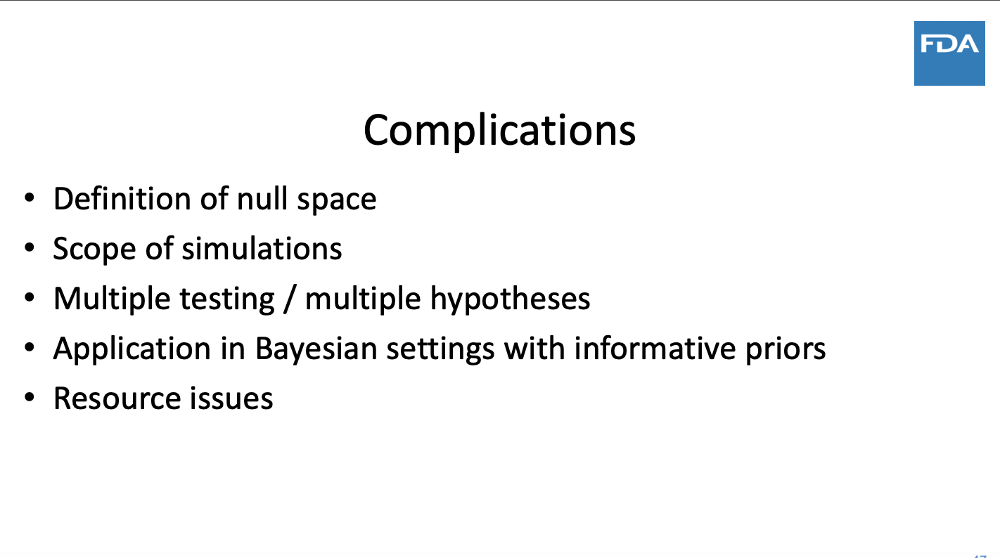 FDA
Complications
• Definition of null space
• Scope of simulations
• Multiple testing / multiple hypotheses
• Application in Bayesian settings with informative priors
• Resource issues